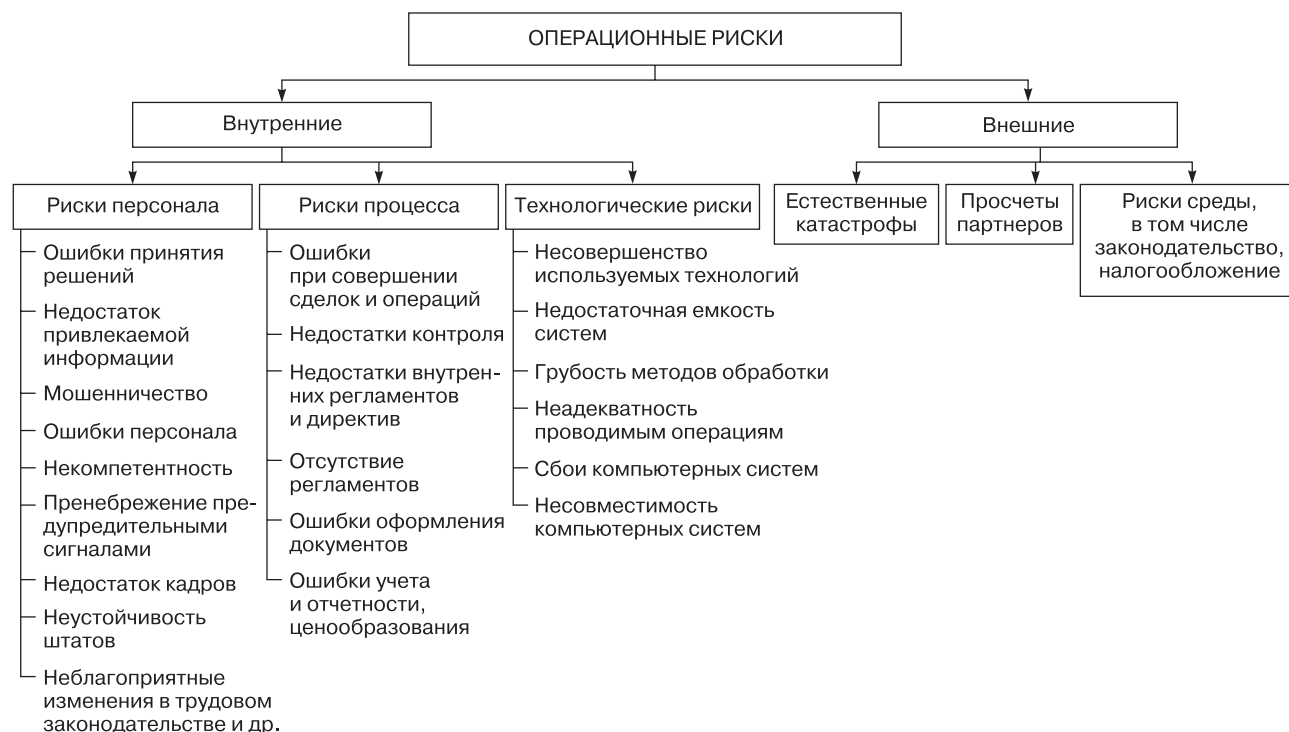 ОПЕРАЦИОННЫЕ РИСКИ
Внутренние
Внешние
Риски персонала
Риски процесса
Технологические риски
Естественные
катастрофы
Просчеты
партнеров
Риски среды,
в том числе
законодательство,
налогообложение
Ошибки принятия
решений
Недостаток
привлекаемой
информации
Мошенничество
Ошибки персонала
Некомпетентность
Пренебрежение пре-
дупредительными
сигналами
Недостаток кадров
Неустойчивость
штатов
Неблагоприятные
изменения в трудовом
законодательстве и др.
Ошибки
при совершении
сделок и операций
Недостатки контроля
Недостатки внутрен-
них регламентов
и директив
Отсутствие
регламентов
Ошибки оформления
документов
Ошибки учета
и отчетности,
ценообразования
Несовершенство
используемых технологий
Недостаточная емкость
систем
Грубость методов обработки
Неадекватность
проводимым операциям
Сбои компьютерных систем
Несовместимость
компьютерных систем